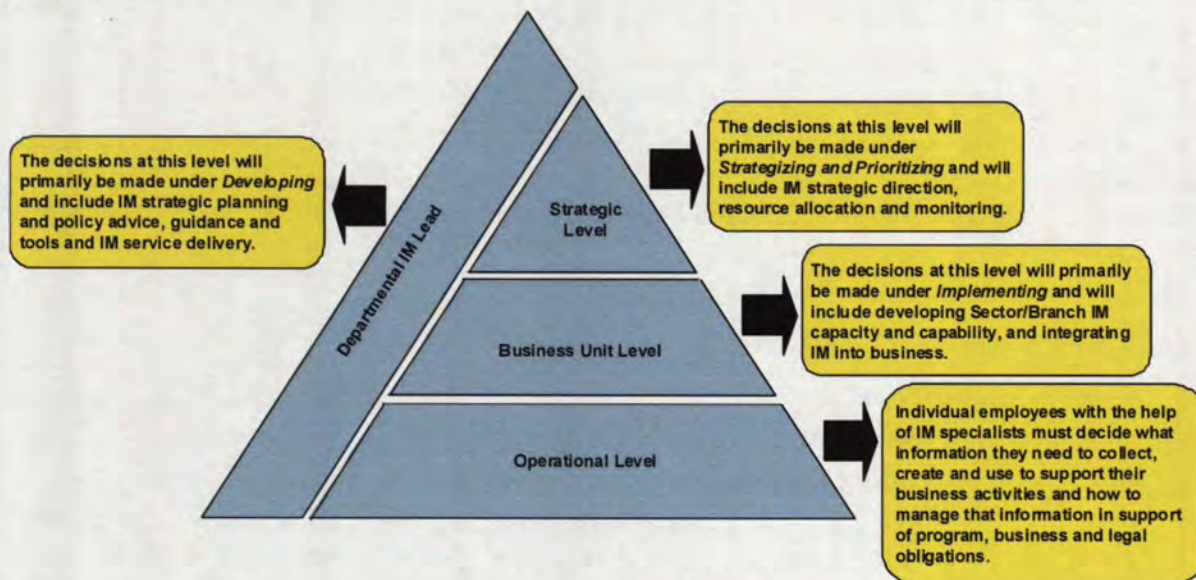 The decisions at this level will
primarily be made under Developing
and include IM strategic planning
and policy advice, guidance and
tools and IM service delivery.
Departmental IM Lead
Strategic
Level
The decisions at this level will
primarily be made under
Strategizing and Prioritizing and will
include IM strategic direction,
resource allocation and monitoring.
Business Unit Level
The decisions at this level will primarily
be made under Implementing and will
include developing Sector/Branch IM
capacity and capability, and integrating
IM into business.
Operational Level
Individual employees with the help
of IM specialists must decide what
information they need to collect,
create and use to support their
business activities and how to
manage that information in support
of program, business and legal
obligations.